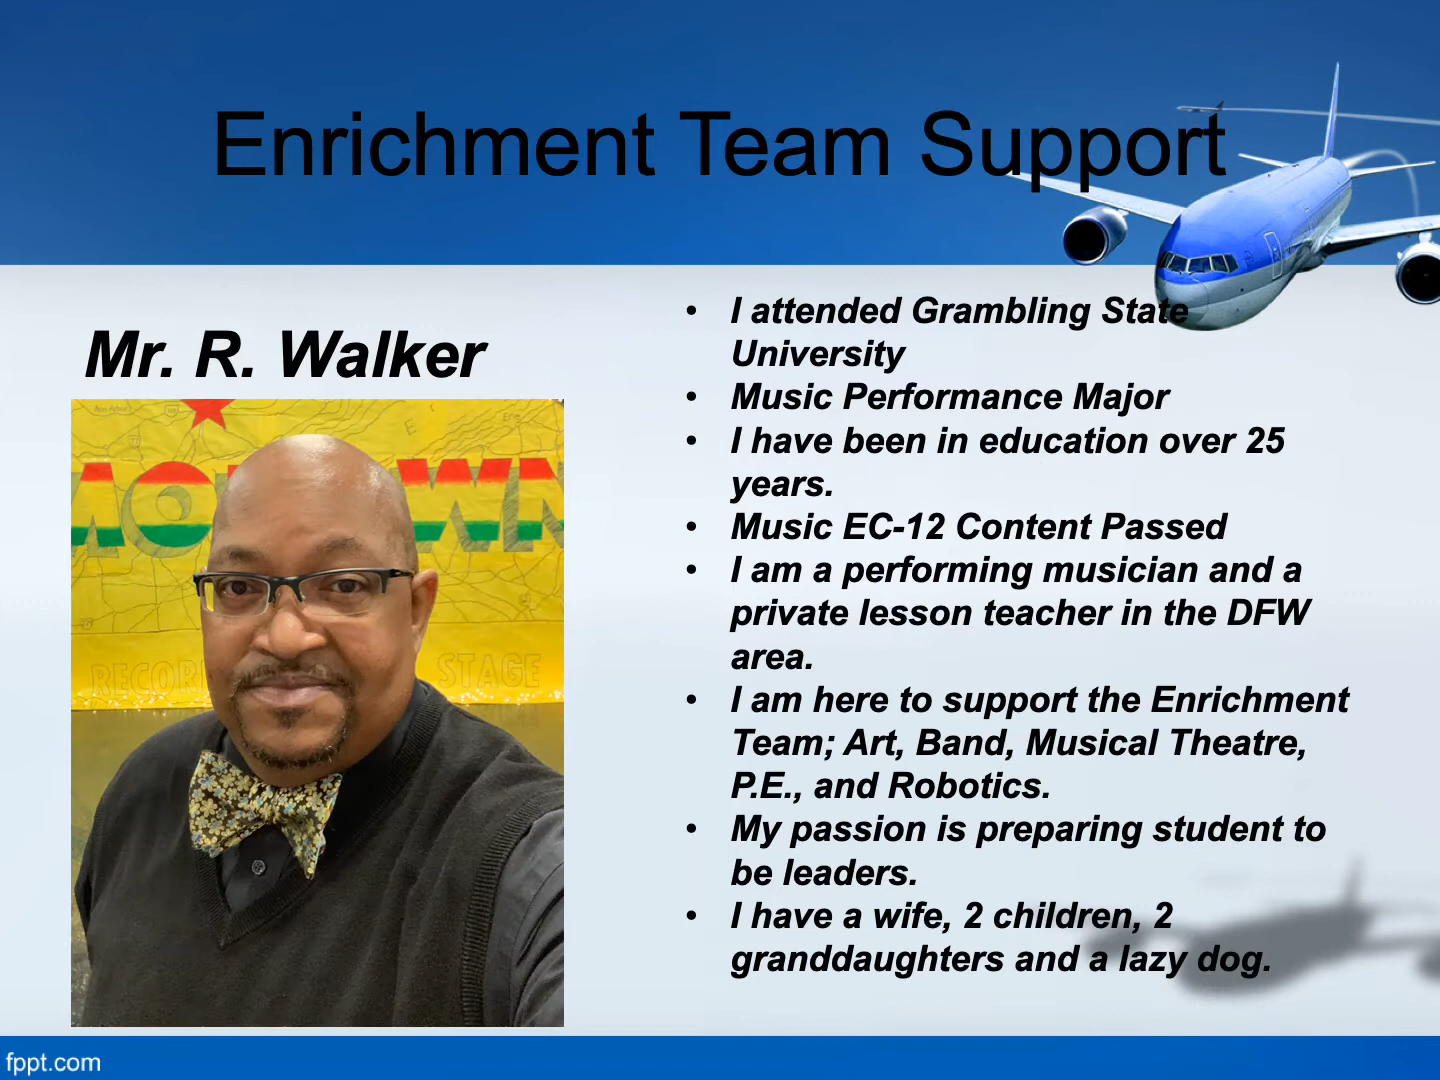 Enrichment Team Support
Mr. R. Walker
RECOR
STAGE
• I attended Grambling State
University
• Music Performance Major
• I have been in education over 25
years.
• Music EC-12 Content Passed
• I am a performing musician and a
private lesson teacher in the DFW
area.
• I am here to support the Enrichment
Team; Art, Band, Musical Theatre,
P.E., and Robotics.
• My passion is preparing student to
be leaders.
• I have a wife, 2 children, 2
granddaughters and a lazy dog.
fppt.com